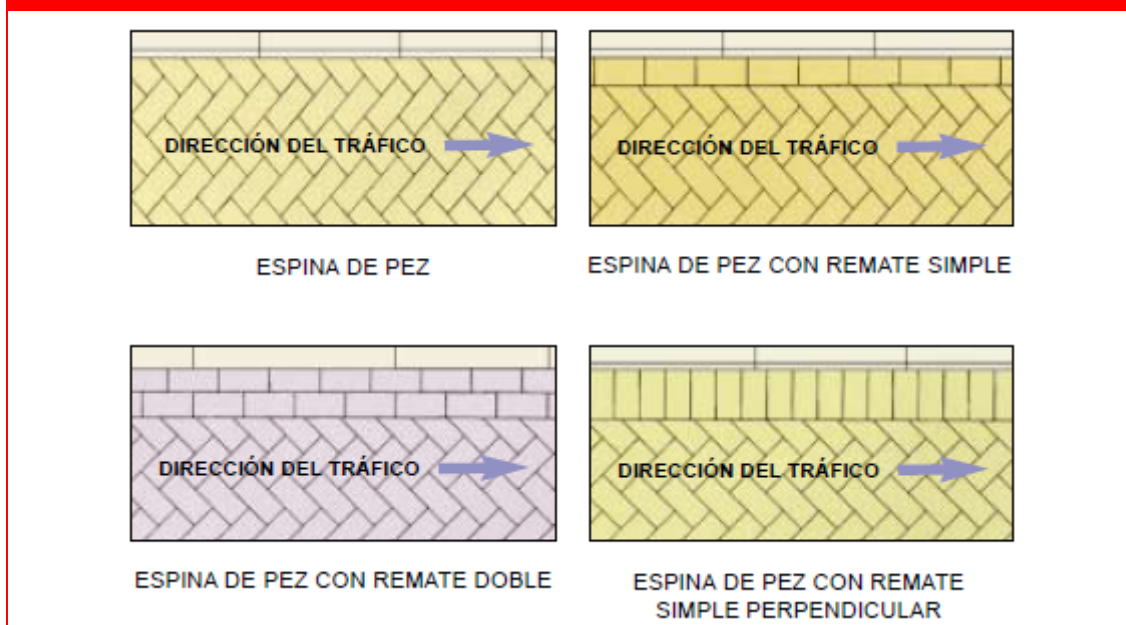 DIRECCIÓN DEL TRÁFICO
ESPINA DE PEZ
DIRECCIÓN DEL TRÁFICO
ESPINA DE PEZ CON REMATE SIMPLE
DIRECCIÓN DEL TRÁFICO
ESPINA DE PEZ CON REMATE DOBLE
DIRECCIÓN DEL TRÁFICO
ESPINA DE PEZ CON REMATE
SIMPLE PERPENDICULAR